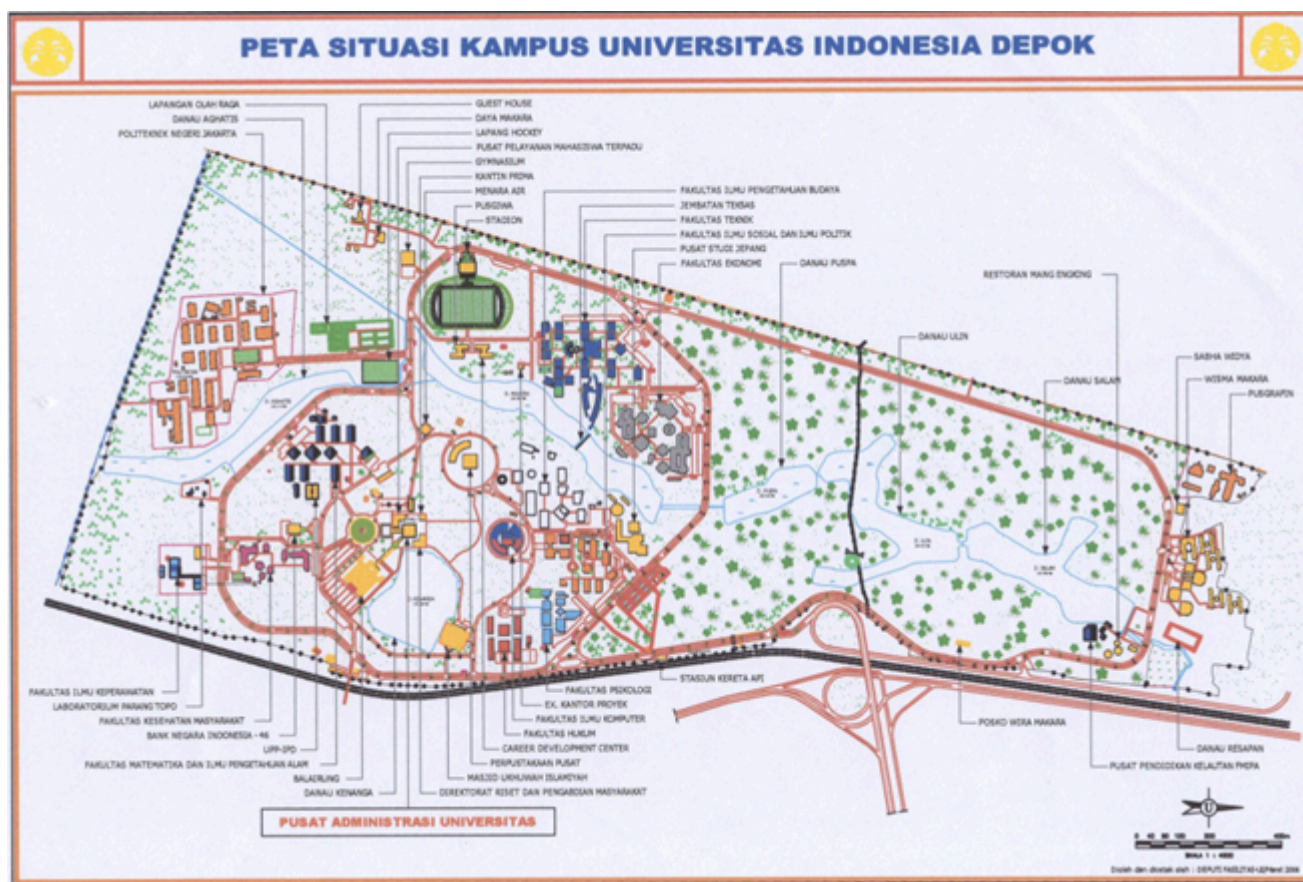 PETA SITUASI KAMPUS UNIVERSITAS INDONESIA DEPOK
LAPANGAN OLAH RAGA
DANAU AGHATIS
POLITEKNIK NEGERI JAKARTA
GUEST HOUSE
DAYA MAKARA
LAPANG HOCKEY
PUSAT PELAYANAN MAHASISWA TERPADU
GYMNASIUM
KANTIN PRIMA
MENARA AIR
PUSGIWA
STADION
FAKULTAS ILMU PENGETAHUAN BUDAYA
JEMBATAN TEKSAS
FAKULTAS TEKNIK
FAKULTAS ILMU SOSIAL DAN ILMU POLITIK
PUSAT STUDI JEPANG
FAKULTAS EKONOMI
DANAU PUSPA
RESTORAN MANG ENGKING
DANAU ULIN
DANAU SALAM
SABHA WIDYA
WISMA MAKARA
PUSGRAFIN
FAKULTAS ILMU KEPERAWATAN
LABORATORIUM PARANG TOPO
FAKULTAS KESEHATAN MASYARAKAT
BANK NEGARA INDONESIA - 46
UPP-IPD
FAKULTAS MATEMATIKA DAN ILMU PENGETAHUAN ALAM
BALAIRUNG
DANAU KENANGA
FAKULTAS PSIKOLOGI
EX. KANTOR PROYEK
FAKULTAS ILMU KOMPUTER
FAKULTAS HUKUM
CAREER DEVELOPMENT CENTER
PERPUSTAKAAN PUSAT
MASJID UKHUWAH ISLAMIYAH
DIREKTORAT RISET DAN PENGABDIAN MASYARAKAT
PUSAT ADMINISTRASI UNIVERSITAS
STASIUN KERETA API
POSKO WIRA MAKARA
DANAU RESAPAN
PUSAT PENDIDIKAN KELAUTAN FMIPA
U